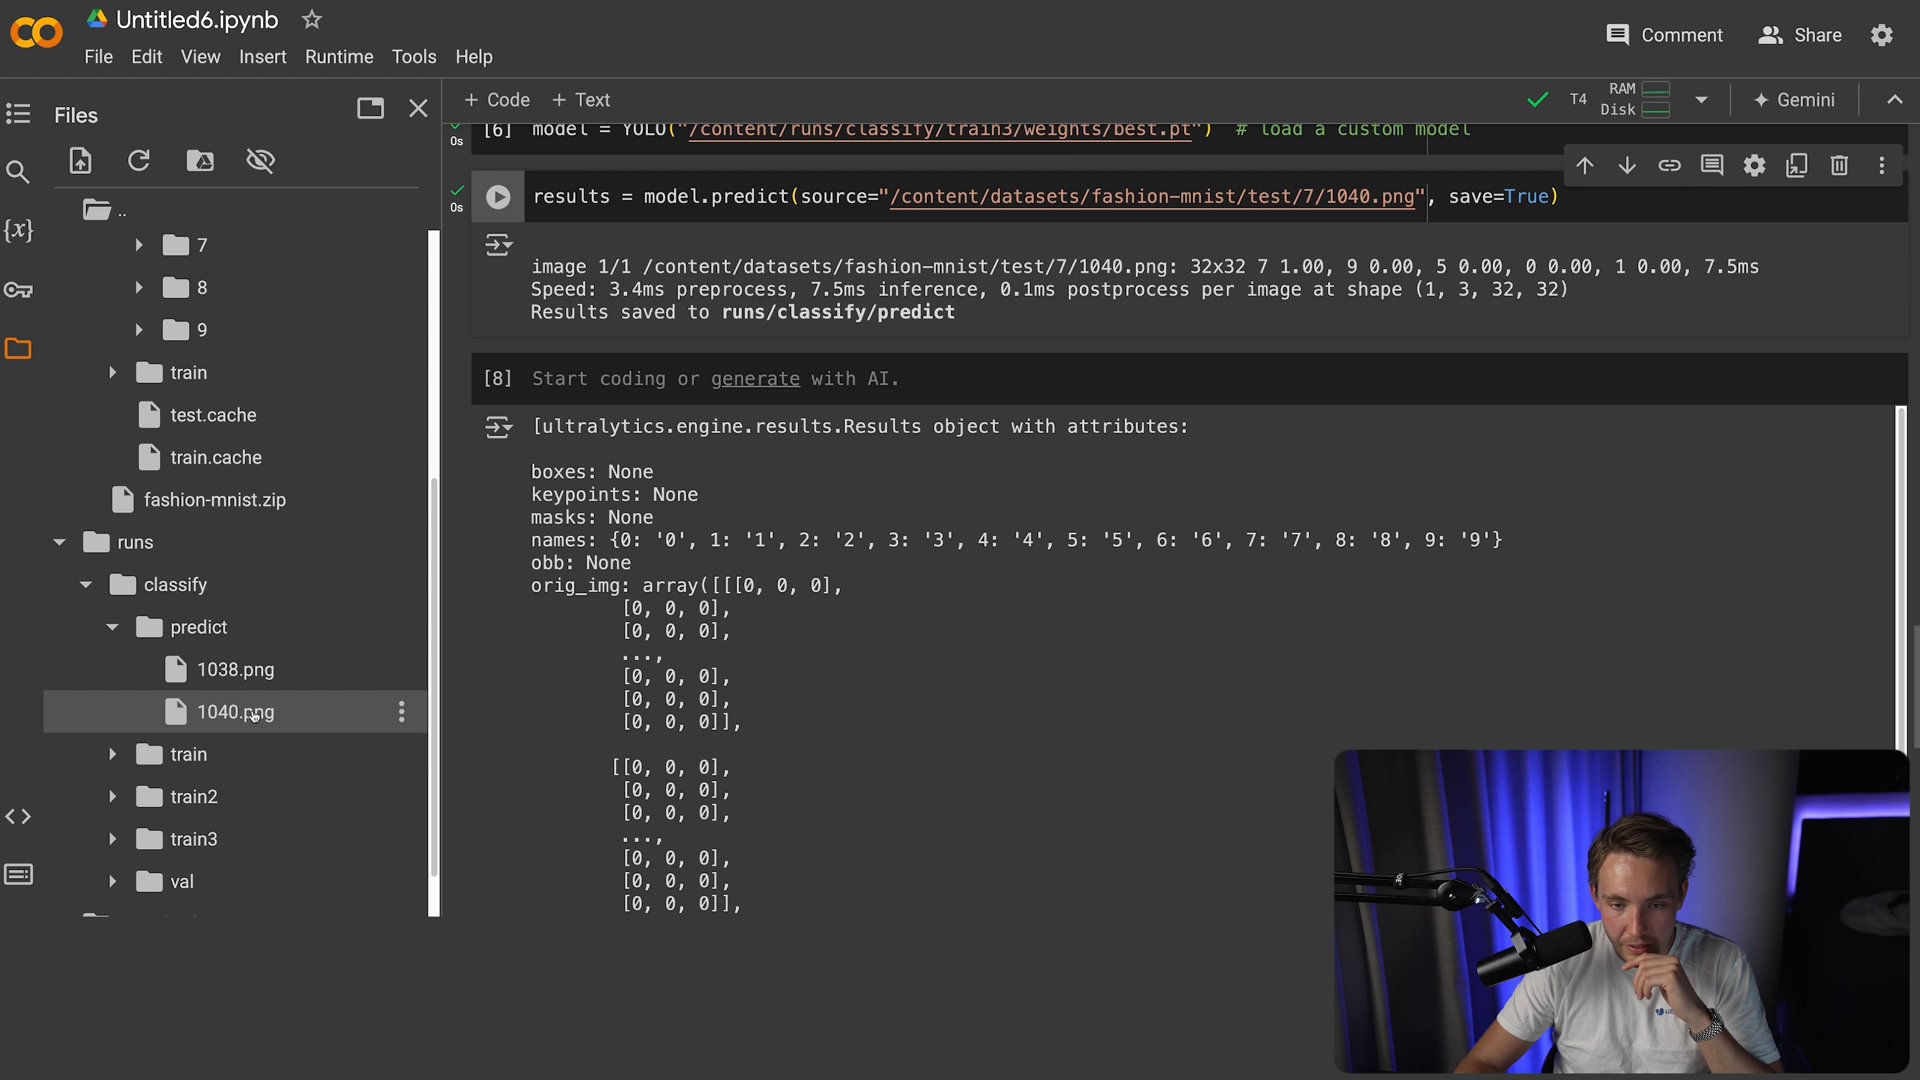 Untitled6.ipynb
File Edit View Insert Runtime Tools Help
Comment
Share
Files
+ Code + Text
T4
RAM
Disk
Gemini
..
7
8
9
train
test.cache
train.cache
fashion-mnist.zip
runs
classify
predict
1038.png
1040.png
train
train2
train3
val
{x}
[6] model = YOLO("/content/runs/classify/train3/weights/best.pt") # load a custom model
0s
results = model.predict(source="/content/datasets/fashion-mnist/test/7/1040.png", save=True)
0s
image 1/1 /content/datasets/fashion-mnist/test/7/1040.png: 32x32 7 1.00, 9 0.00, 5 0.00, 0 0.00, 1 0.00, 7.5ms
Speed: 3.4ms preprocess, 7.5ms inference, 0.1ms postprocess per image at shape (1, 3, 32, 32)
Results saved to runs/classify/predict
[8] Start coding or generate with AI.
[ultralytics.engine.results.Results object with attributes:
boxes: None
keypoints: None
masks: None
names: {0: '0', 1: '1', 2: '2', 3: '3', 4: '4', 5: '5', 6: '6', 7: '7', 8: '8', 9: '9'}
obb: None
orig_img: array([[[0, 0, 0],
[0, 0, 0],
[0, 0, 0],
...,
[0, 0, 0],
[0, 0, 0],
[0, 0, 0]],
[[0, 0, 0],
[0, 0, 0],
[0, 0, 0],
...,
[0, 0, 0],
[0, 0, 0],
[0, 0, 0]],